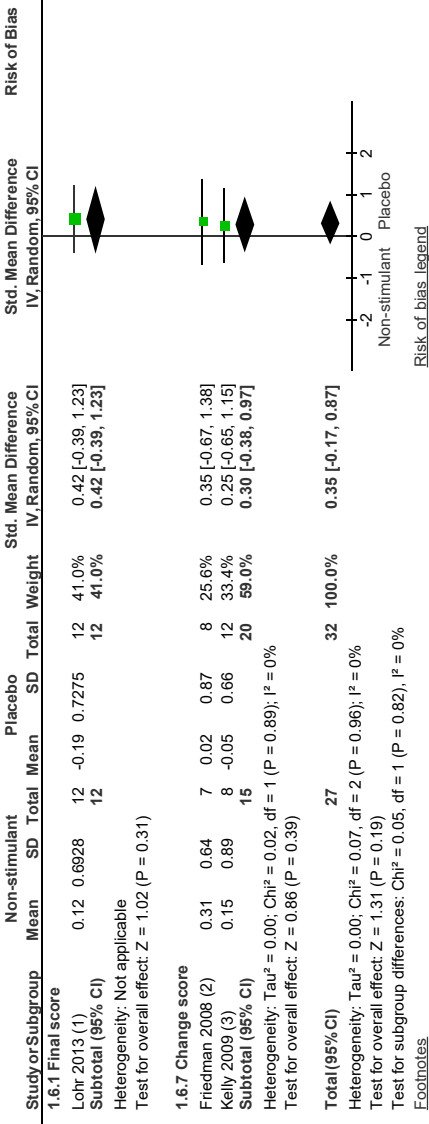 Non-stimulant Placebo Std. Mean Difference Std. Mean Difference Risk of Bias
Study or Subgroup Mean SD Total Mean SD Total Weight IV, Random, 95% CI IV, Random, 95% CI
1.6.1 Final score
Lohr 2013 (1) 0.12 0.6928 12 -0.19 0.7275 12 41.0% 0.42 [-0.39, 1.23]
Subtotal (95% CI) 12 12 41.0% 0.42 [-0.39, 1.23]
Heterogeneity: Not applicable
Test for overall effect: Z = 1.02 (P = 0.31)
1.6.7 Change score
Friedman 2008 (2) 0.31 0.64 7 0.02 0.87 8 25.6% 0.35 [-0.67, 1.38]
Kelly 2009 (3) 0.15 0.89 8 -0.05 0.66 12 33.4% 0.25 [-0.65, 1.15]
Subtotal (95% CI) 15 20 59.0% 0.30 [-0.38, 0.97]
Heterogeneity: Tau² = 0.00; Chi² = 0.02, df = 1 (P = 0.89); I² = 0%
Test for overall effect: Z = 0.86 (P = 0.39)
Total (95% CI) 27 32 100.0% 0.35 [-0.17, 0.87]
Heterogeneity: Tau² = 0.00; Chi² = 0.07, df = 2 (P = 0.96); I² = 0%
Test for overall effect: Z = 1.31 (P = 0.19)
Test for subgroup differences: Chi² = 0.05, df = 1 (P = 0.82), I² = 0%
-2 -1 0 1 2
Non-stimulant Placebo
Footnotes Risk of bias legend